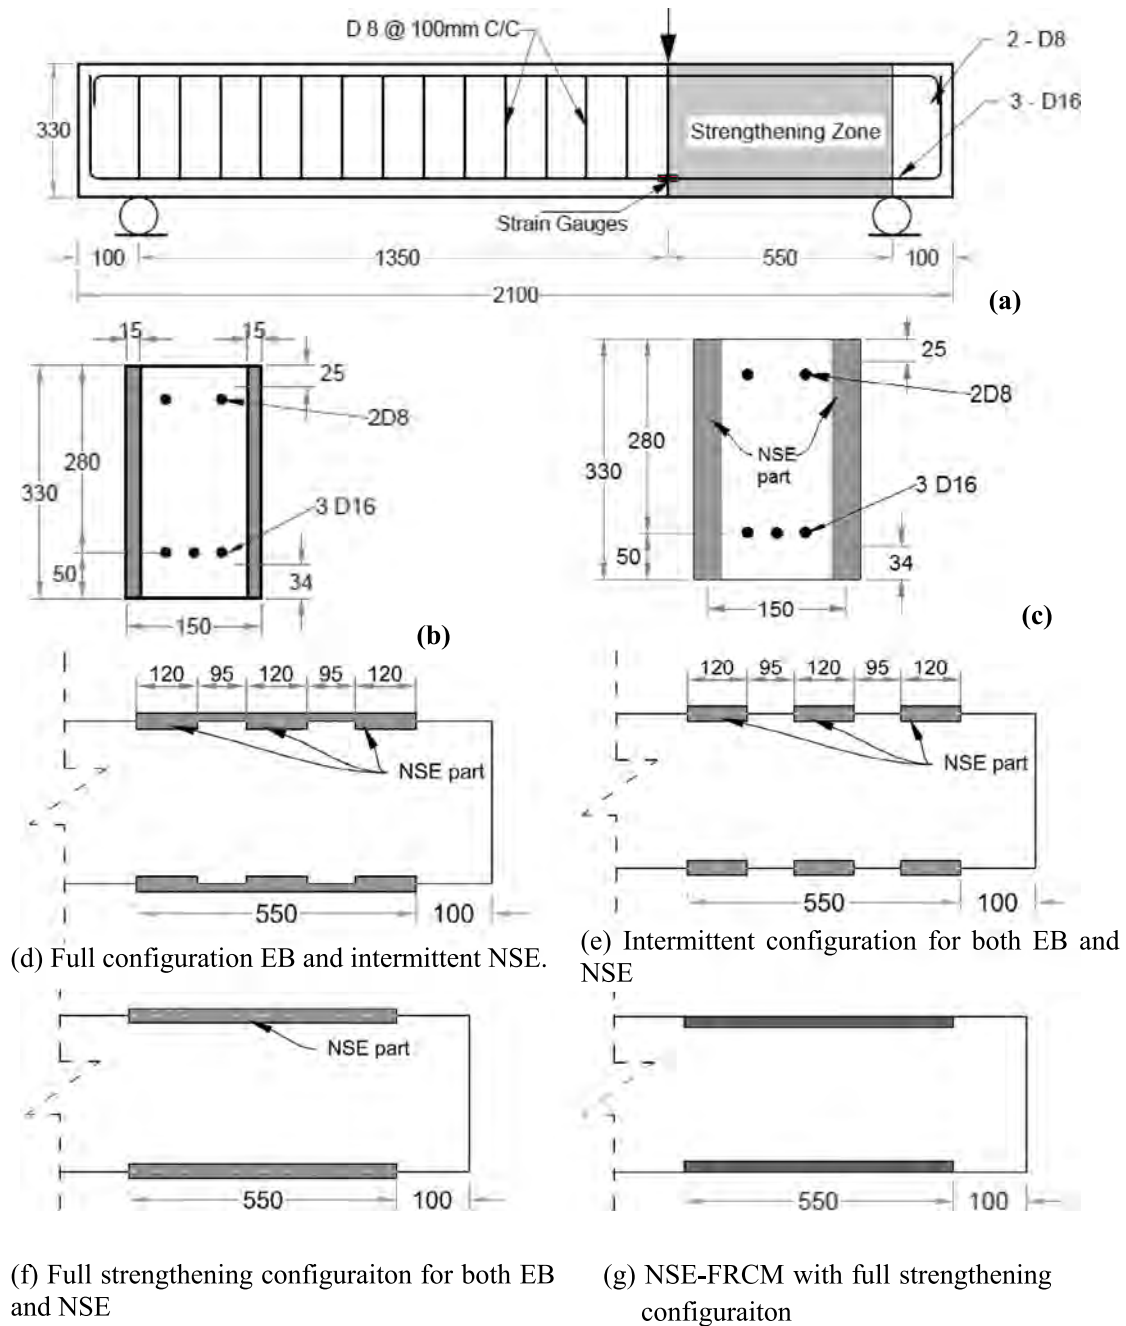 D 8 @ 100mm C/C
2 - D8
3 - D16
330
Strengthening Zone
Strain Gauges
100
1350
550
100
2100
(a)
15
15
25
2D8
280
330
3 D16
50
34
150
(b)
25
2D8
280
330
NSE
part
3 D16
50
34
150
(c)
120
95
120
95
120
NSE part
550
100
(d) Full configuration EB and intermittent NSE.
120
95
120
95
120
NSE part
550
100
(e) Intermittent configuration for both EB and
NSE
NSE part
550
100
(f) Full strengthening configuraiton for both EB
and NSE
550
100
(g) NSE-FRCM with full strengthening
configuraiton